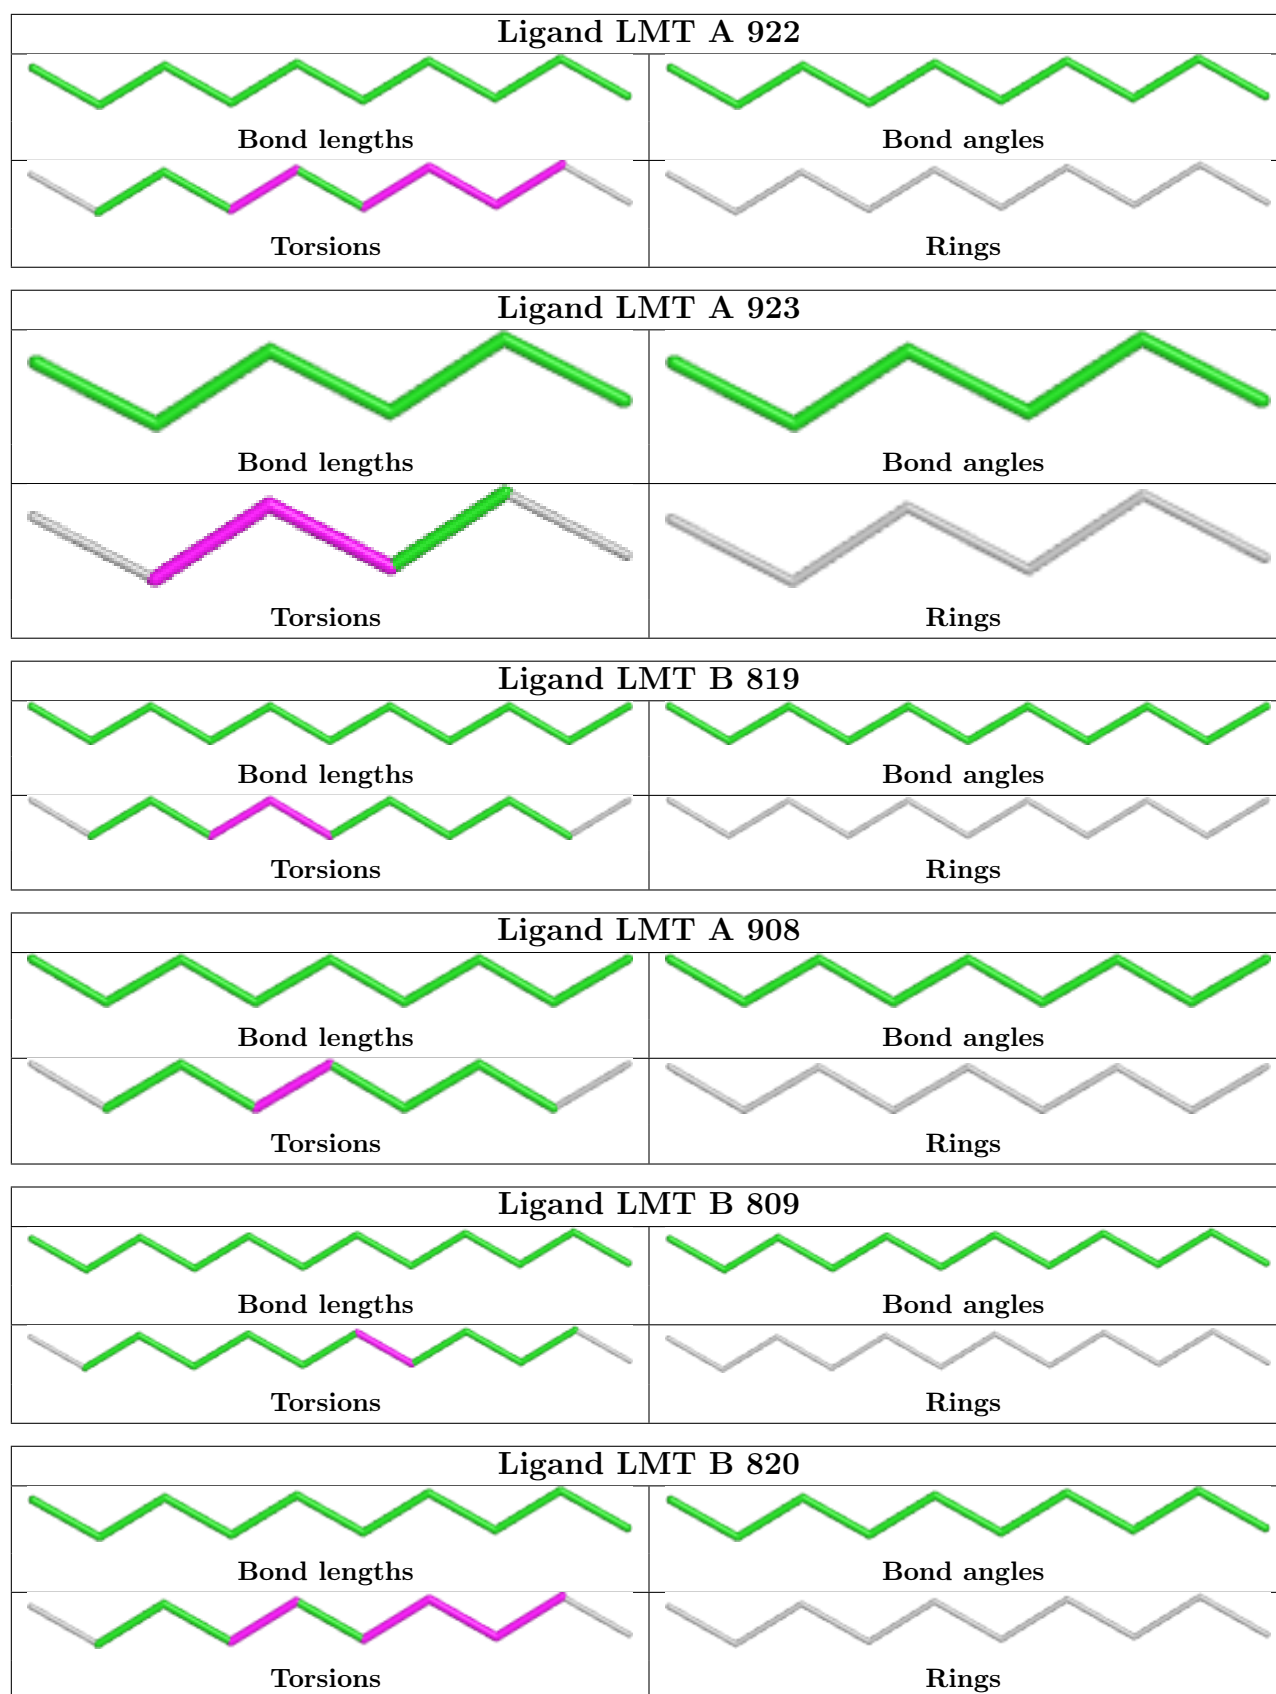 Ligand LMT A 922
Bond lengths Bond angles
Torsions Rings
Ligand LMT A 923
Bond lengths Bond angles
Torsions Rings
Ligand LMT B 819
Bond lengths Bond angles
Torsions Rings
Ligand LMT A 908
Bond lengths Bond angles
Torsions Rings
Ligand LMT B 809
Bond lengths Bond angles
Torsions Rings
Ligand LMT B 820
Bond lengths Bond angles
Torsions Rings